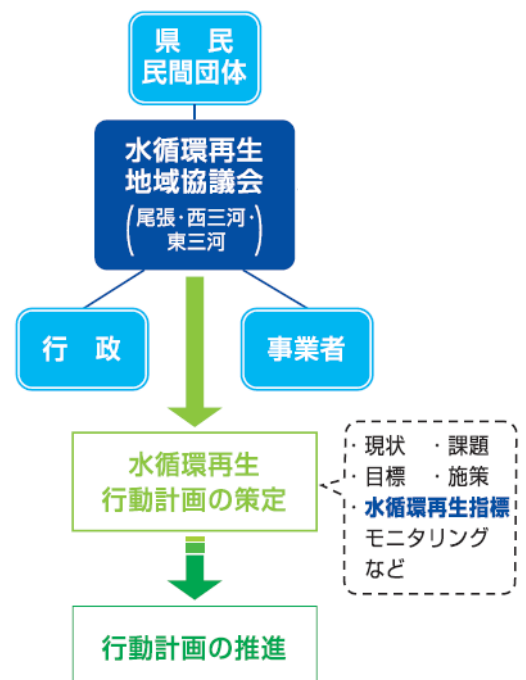 県　民
民間団体
水循環再生
地域協議会
(尾張・西三河・
東三河)
行　政
事業者
水循環再生
行動計画の策定
・現状　・課題
・目標　・施策
・水循環再生指標
モニタリング
など
行動計画の推進